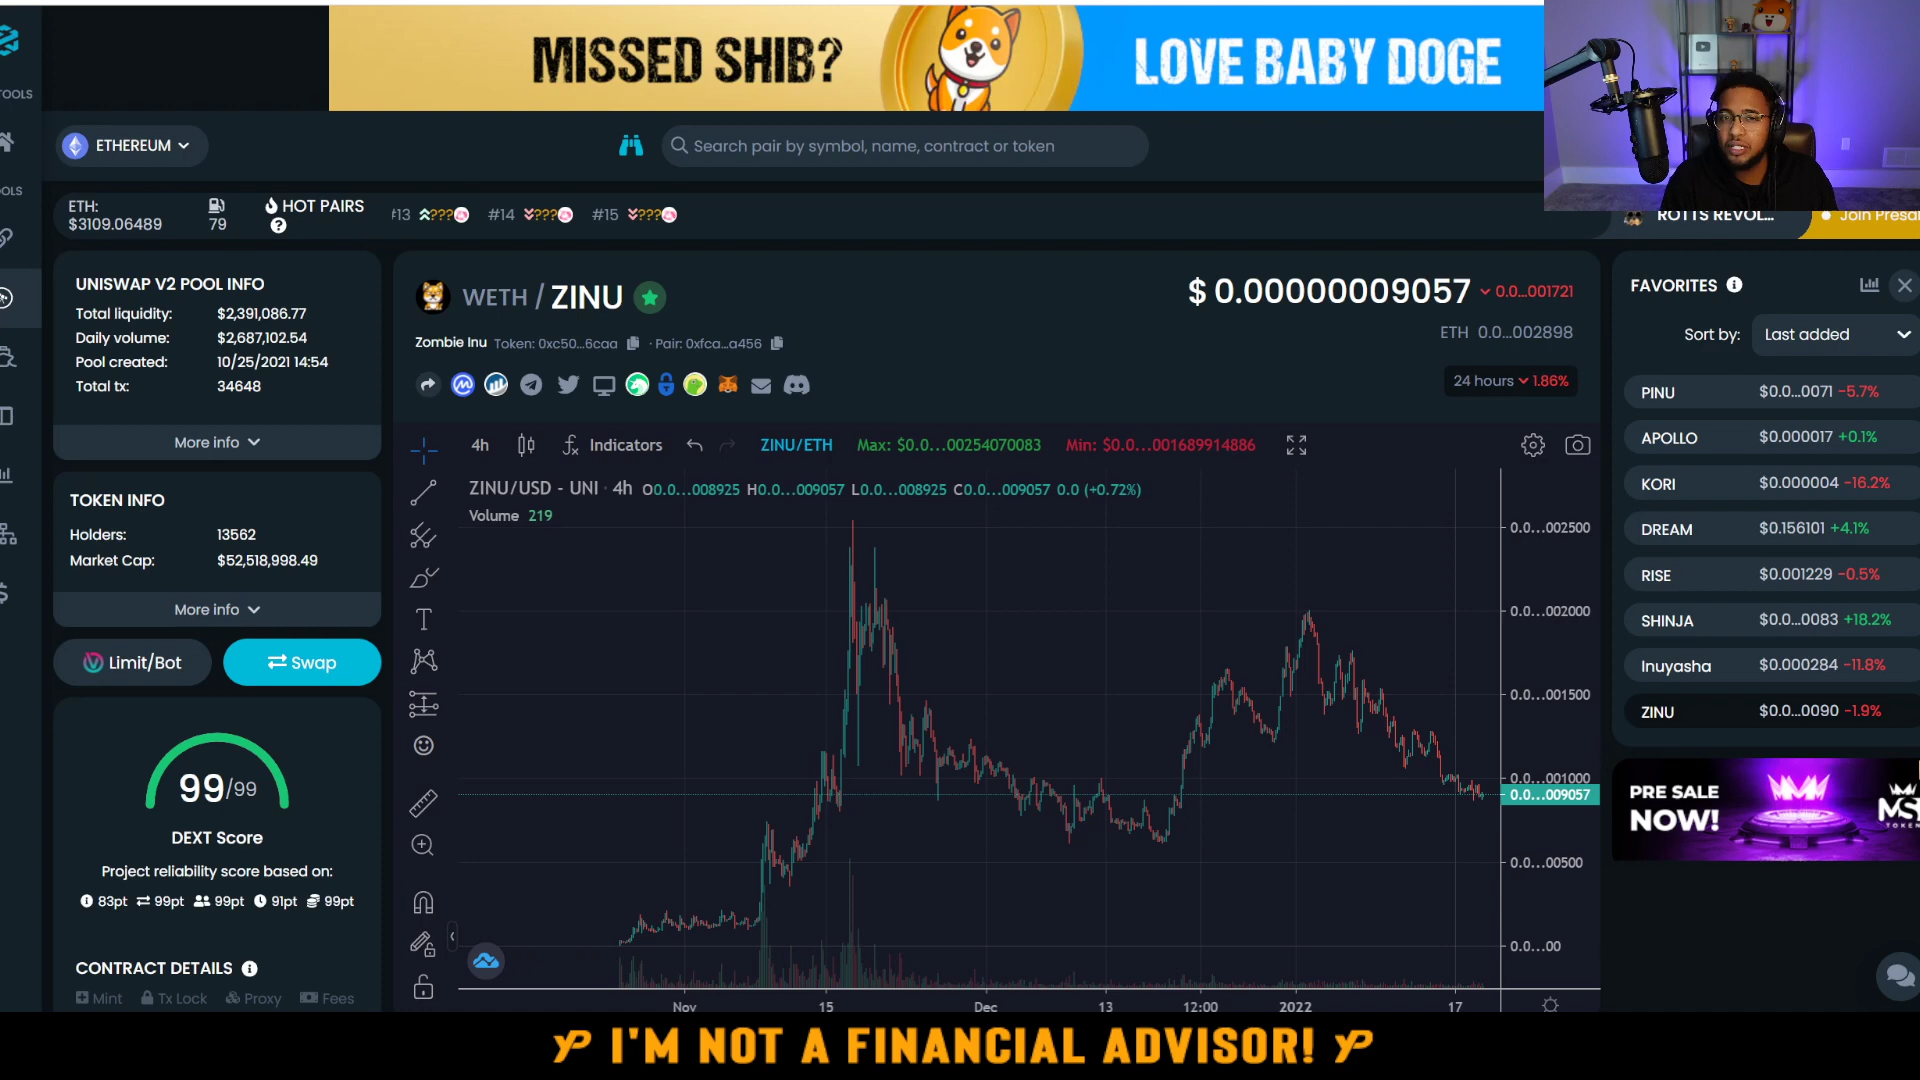 MISSED SHIB?
LOVE BABY DOGE
TOOLS
ETHEREUM
Search pair by symbol, name, contract or token
OLS
ETH:
$3109.06489
79
HOT PAIRS
#13 ???
#14 ???
#15 ???
ROTTS REVOL...
Join Presal
UNISWAP V2 POOL INFO
Total liquidity: $2,391,086.77
Daily volume: $2,687,102.54
Pool created: 10/25/2021 14:54
Total tx: 34648
More info
TOKEN INFO
Holders: 13562
Market Cap: $52,518,998.49
More info
Limit/Bot
Swap
99/99
DEXT Score
Project reliability score based on:
83pt 99pt 99pt 91pt 99pt
CONTRACT DETAILS
Mint Tx Lock Proxy Fees
WETH / ZINU
Zombie Inu Token: 0xc50...6caa · Pair: 0xfca...a456
$ 0.00000009057
0.0...001721
ETH 0.0...002898
24 hours 1.86%
4h
Indicators
ZINU/ETH
Max: $0.0...00254070083
Min: $0.0...001689914886
ZINU/USD - UNI · 4h O0.0...008925 H0.0...009057 L0.0...008925 C0.0...009057 0.0 (+0.72%)
Volume 219
0.0...002500
0.0...002000
0.0...001500
0.0...001000
0.0...009057
0.0...00500
0.0...00
Nov
15
Dec
13
12:00
2022
17
FAVORITES
Sort by: Last added
PINU $0.0...0071 -5.7%
APOLLO $0.000017 +0.1%
KORI $0.000004 -16.2%
DREAM $0.156101 +4.1%
RISE $0.001229 -0.5%
SHINJA $0.0...0083 +18.2%
Inuyasha $0.000284 -11.8%
ZINU $0.0...0090 -1.9%
PRE SALE
NOW!
MS
TOKEN
I'M NOT A FINANCIAL ADVISOR!